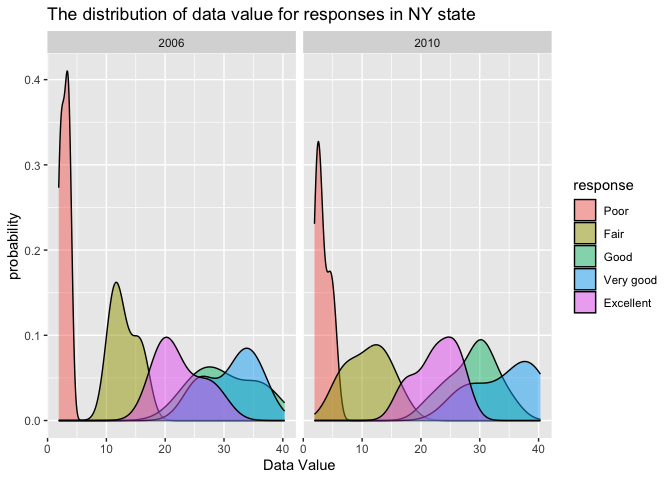 The distribution of data value for responses in NY state
2006
2010
0.4
0.3
0.2
0.1
0.0
probability
0
10
20
30
40
0
10
20
30
40
Data Value
response
Poor
Fair
Good
Very good
Excellent